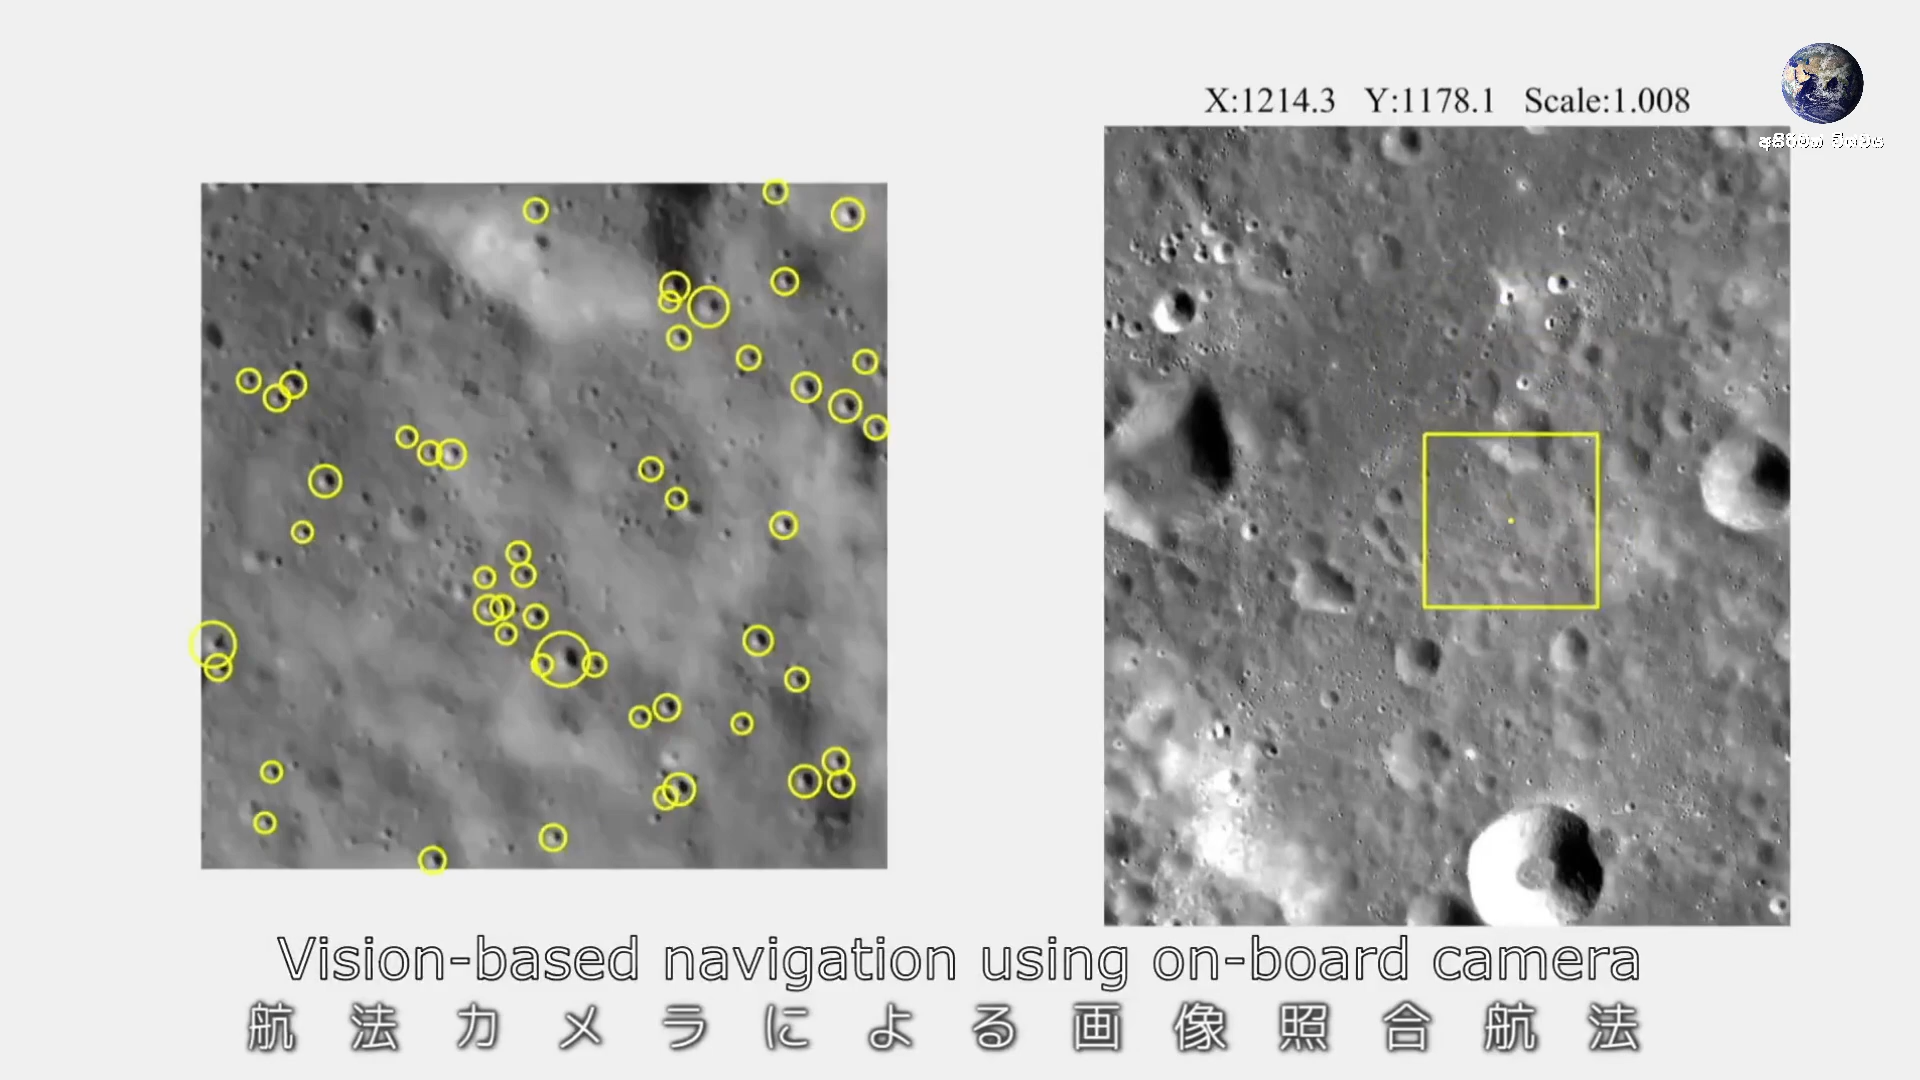 X:1214.3 Y:1178.1 Scale:1.008
Vision-based navigation using on-board camera
航法カメラによる画像照合航法